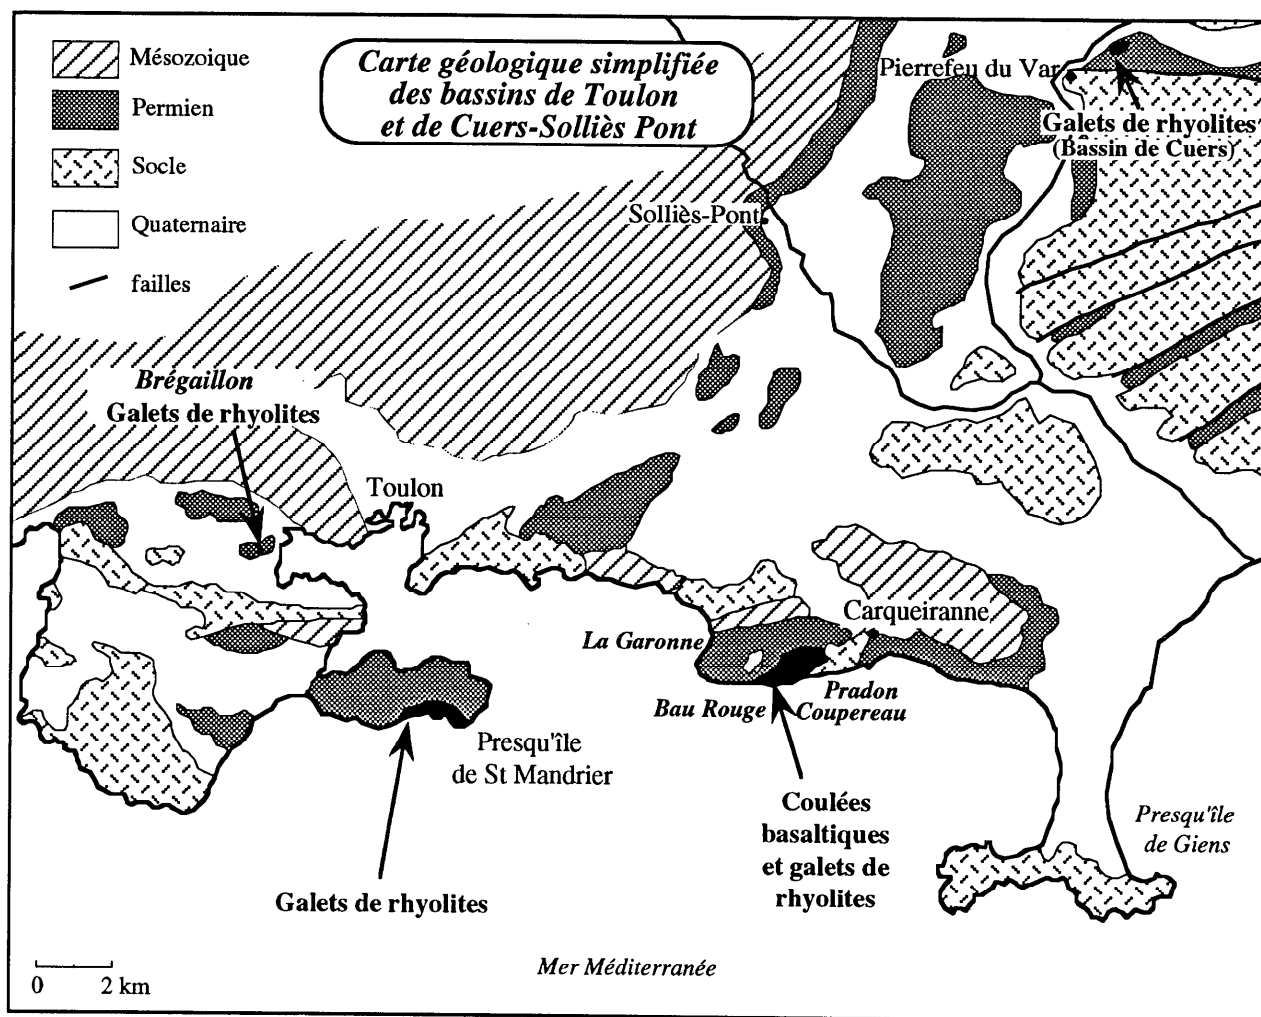 Mésozoique
Permien
Socle
Quaternaire
failles
Carte géologique simplifiée
des bassins de Toulon
et de Cuers-Solliès Pont
Pierrefeu du Var
Galets de rhyolites
(Bassin de Cuers)
Solliès-Pont
Brégaillon
Galets de rhyolites
Toulon
Carqueiranne
La Garonne
Bau Rouge
Pradon
Coupereau
Presqu'île
de St Mandrier
Coulées
basaltiques
et galets de
rhyolites
Presqu'île
de Giens
Galets de rhyolites
Mer Méditerranée
0 2 km